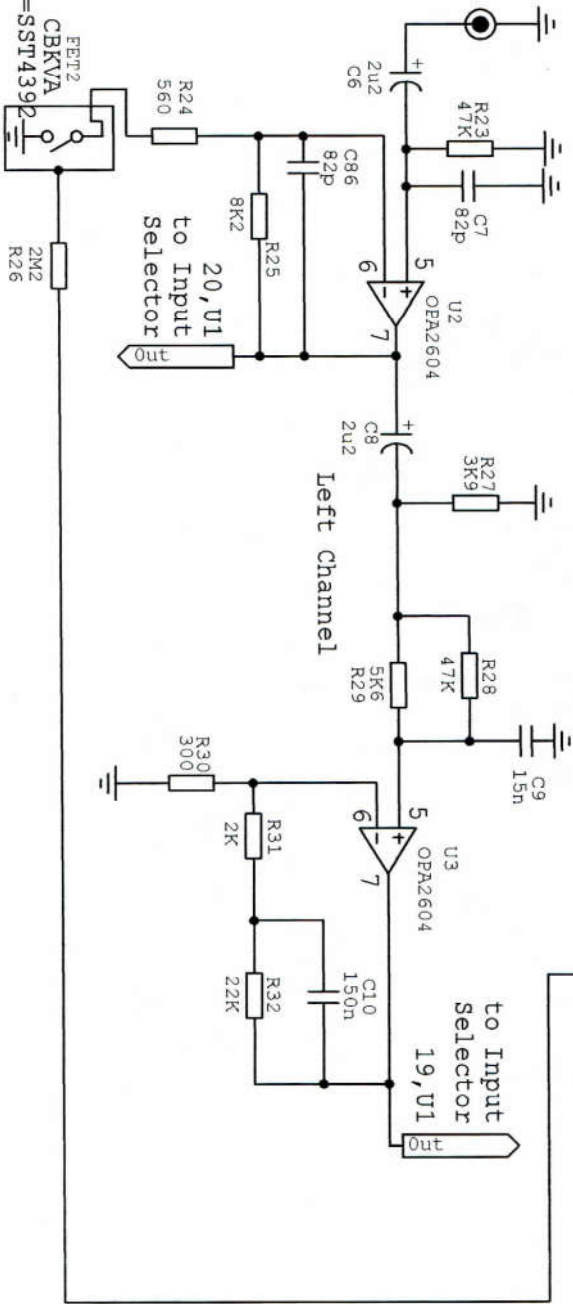 FET2
CBKVA
=SST4392
R24
560
2u2
C6
+
R23
47K
C7
82p
C86
82p
R25
8K2
5
6
7
+
-
U2
OPA2604
20,U1
to Input
Selector
Out
2M2
R26
+
C8
2u2
R27
3K9
Left Channel
R28
47K
5K6
R29
C9
15n
5
6
7
+
-
U3
OPA2604
R30
300
R31
2K
R32
22K
C10
150n
to Input
Selector
19,U1
Out